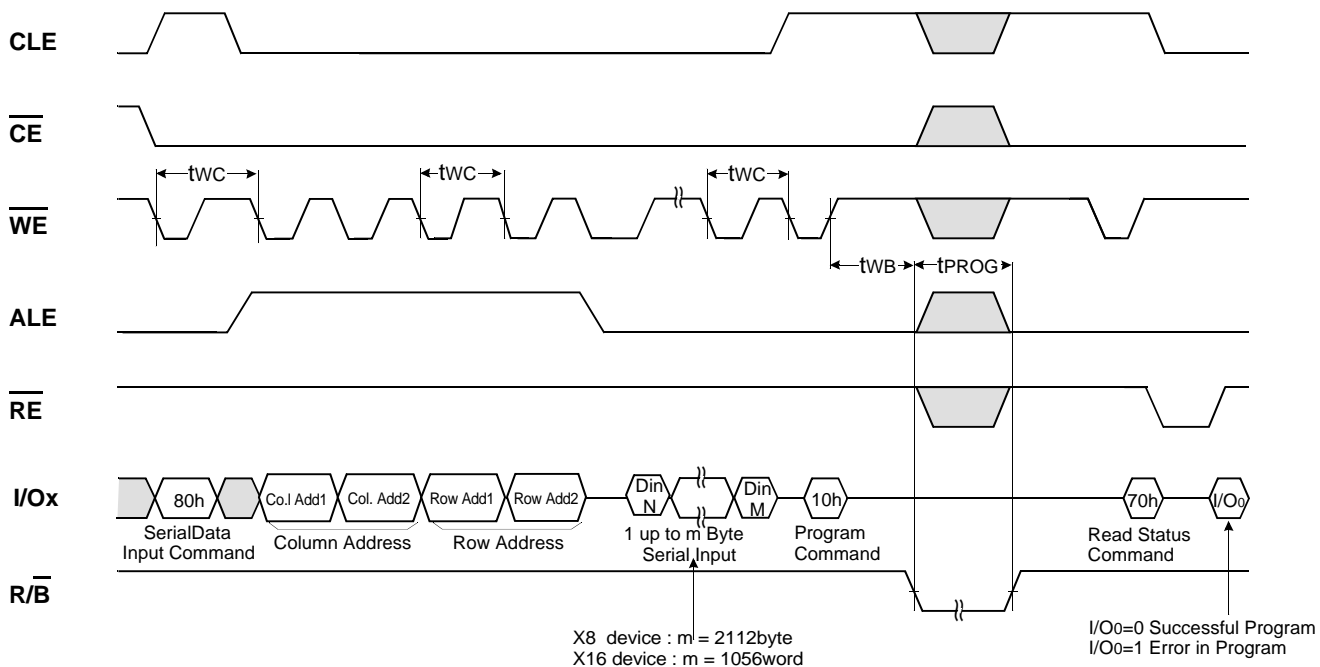 CLE
CE
tWC tWC tWC
WE
tWB tPROG
ALE
RE
I/Ox
80h Co.l Add1 Col. Add2 Row Add1 Row Add2 Din N Din M 10h 70h I/O0
SerialData Input Command
Column Address
Row Address
1 up to m Byte Serial Input
Program Command
Read Status Command
R/B
X8 device : m = 2112byte
X16 device : m = 1056word
I/O0=0 Successful Program
I/O0=1 Error in Program